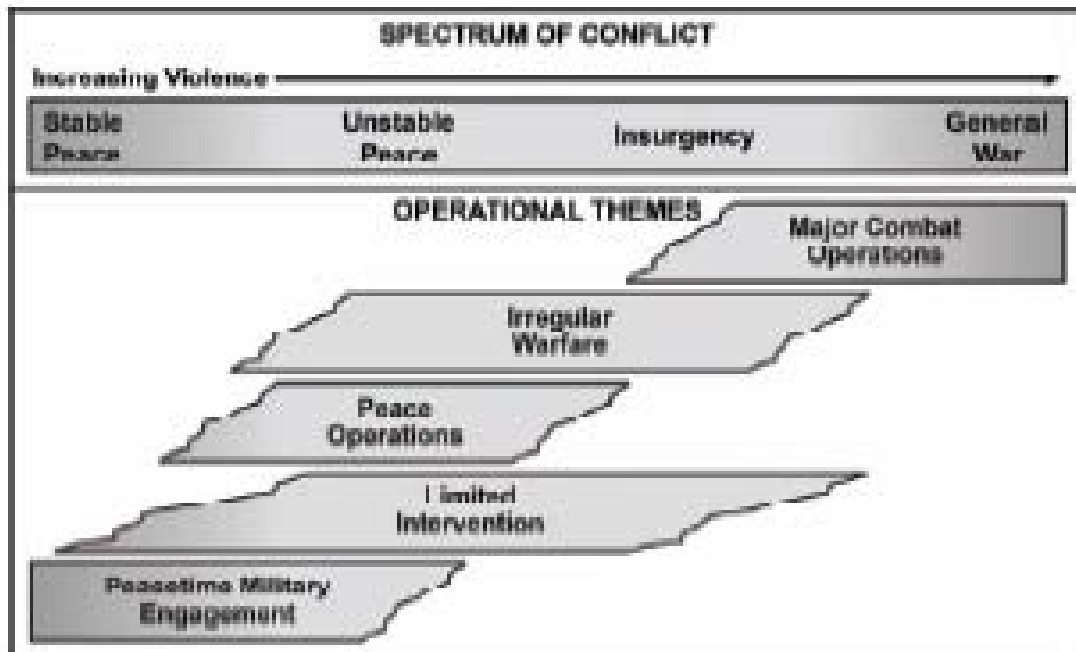 SPECTRUM OF CONFLICT
Increasing Violence
Stable
Peace
Unstable
Peace
Insurgency
General
War
OPERATIONAL THEMES
Major Combat
Operations
Irregular
Warfare
Peace
Operations
Limited
Intervention
Peacetime Military
Engagement